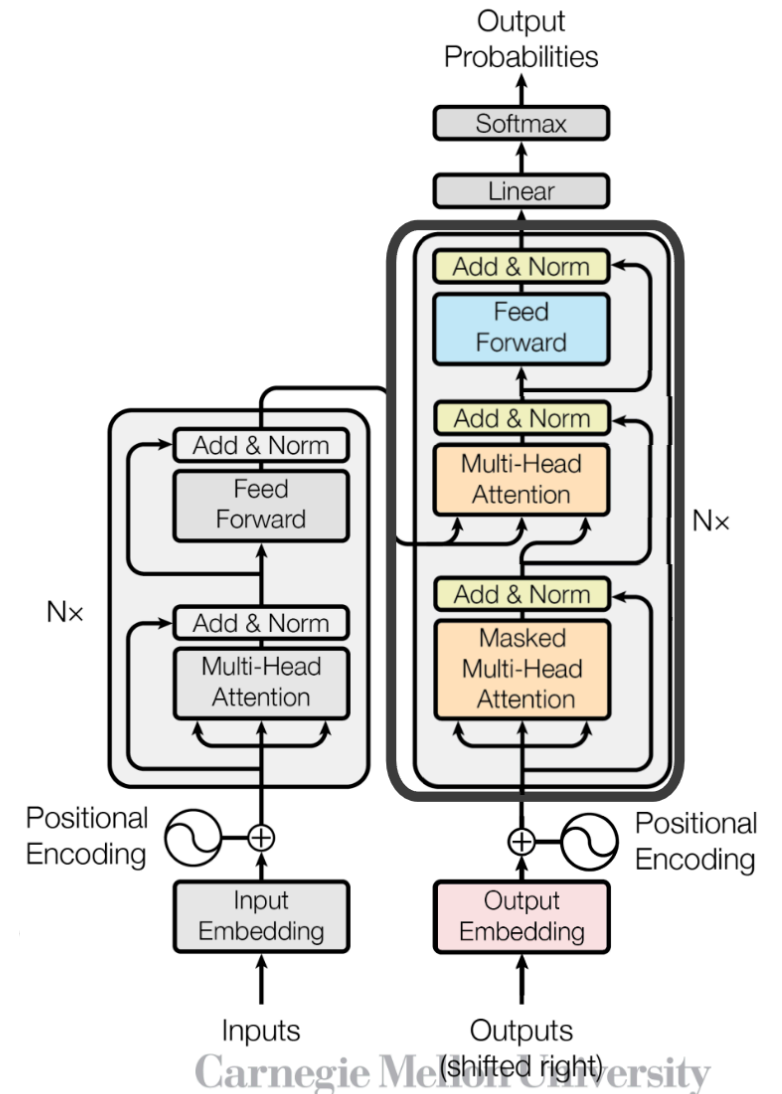 Output
Probabilities
Softmax
Linear
Add & Norm
Feed
Forward
Add & Norm
Multi-Head
Attention
Add & Norm
Masked
Multi-Head
Attention
Nx
Add & Norm
Feed
Forward
Add & Norm
Multi-Head
Attention
Nx
Positional
Encoding
Positional
Encoding
Input
Embedding
Output
Embedding
Inputs
Outputs
(shifted right)
Carnegie Mellon University